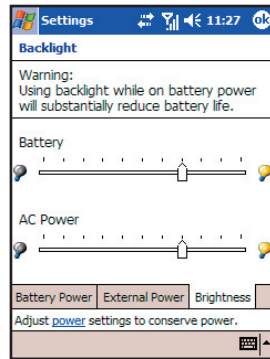 Settings 11:27 ok
Backlight
Warning:
Using backlight while on battery power
will substantially reduce battery life.
Battery
AC Power
Battery Power External Power Brightness
Adjust power settings to conserve power.